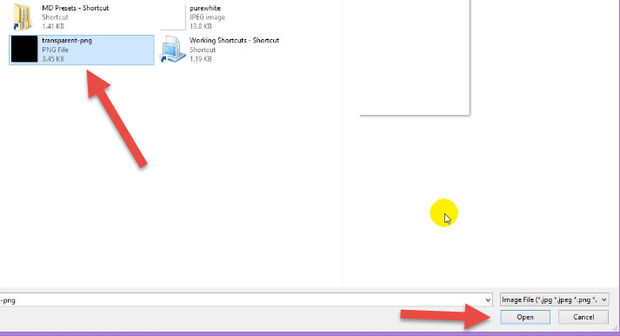 MD Presets - Shortcut
Shortcut
1.41 KB
purewhite
JPEG image
13.8 KB
transparent-png
PNG File
3.45 KB
Working Shortcuts - Shortcut
Shortcut
1.19 KB
-png
Image File (*.jpg *.jpeg *.png *.
Open
Cancel